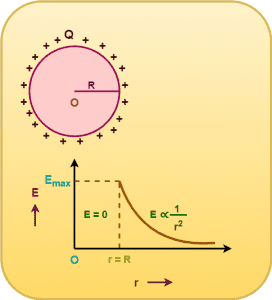 Q
+ + + + + + + + + + + + + + + + + + + +
R
O
Emax
E
E = 0
E ∝ 1/r²
O
r = R
r